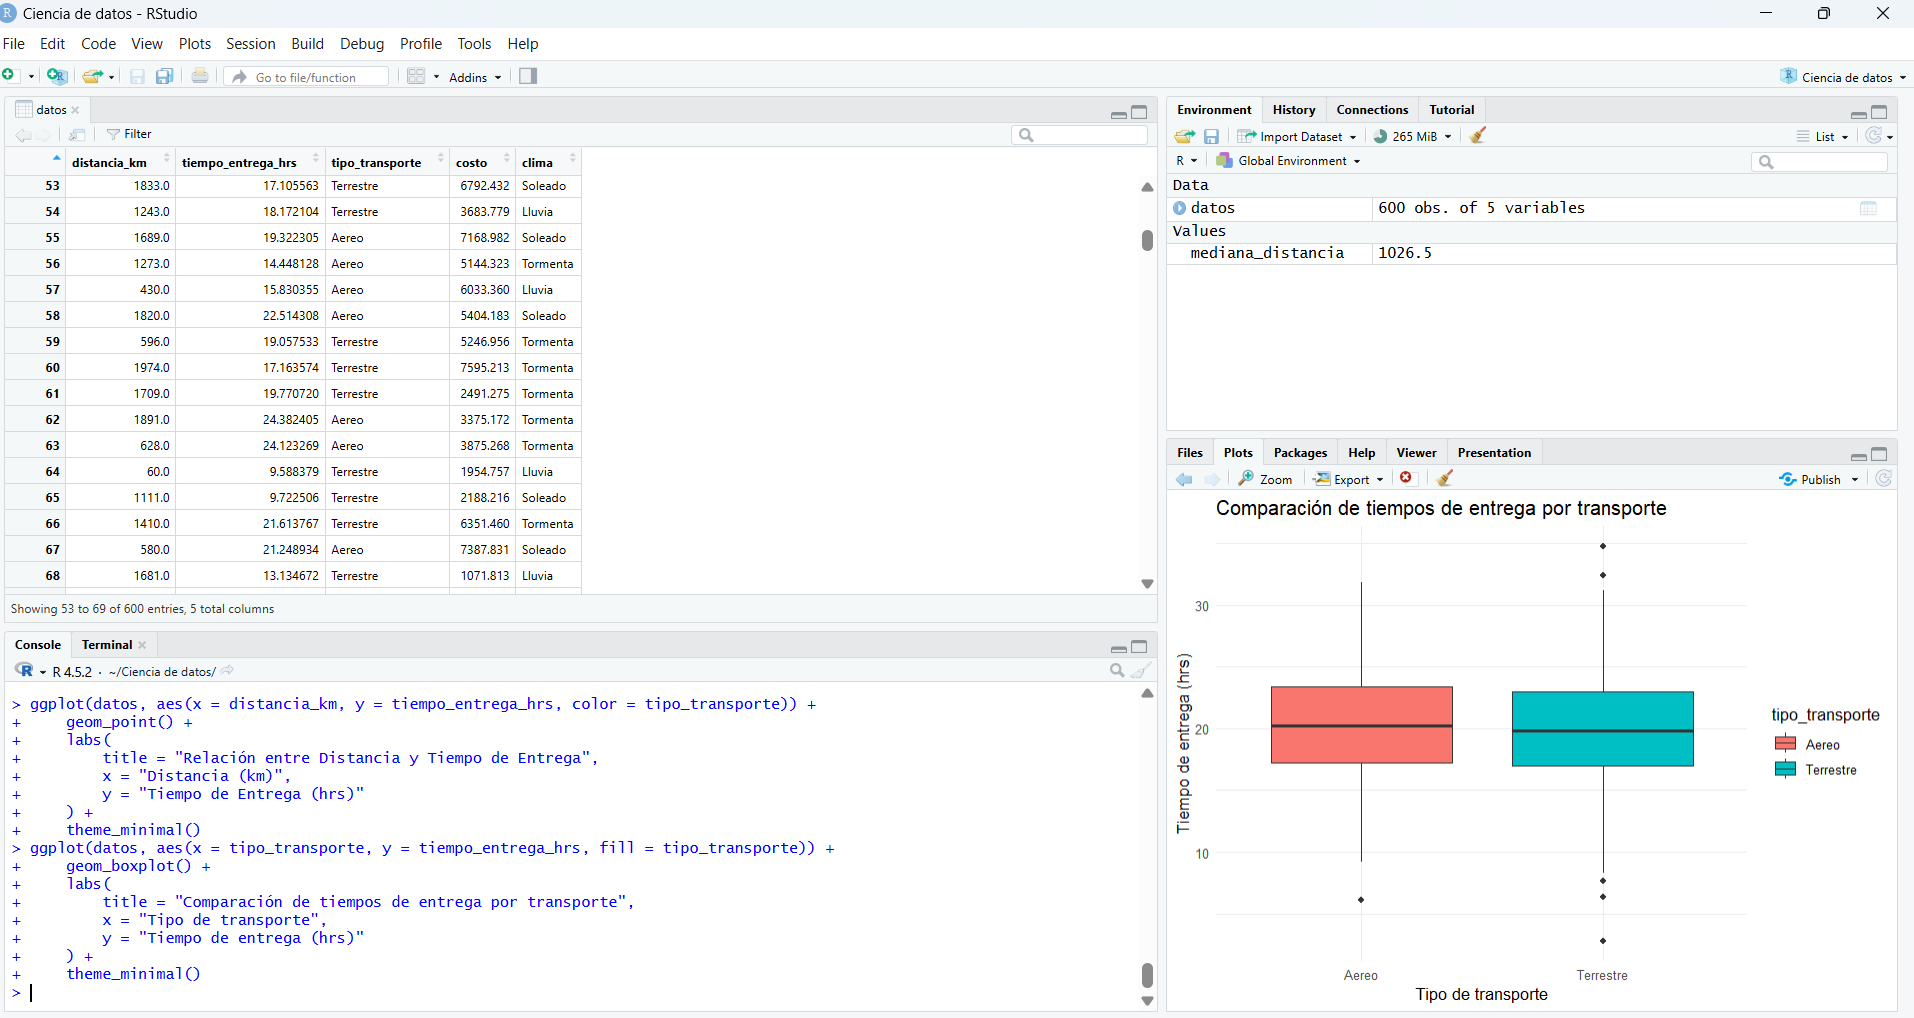 Ciencia de datos - RStudio
File Edit Code View Plots Session Build Debug Profile Tools Help
Go to file/function Addins Ciencia de datos
datos
Filter
distancia_km tiempo_entrega_hrs tipo_transporte costo clima
53 1833.0 17.105563 Terrestre 6792.432 Soleado
54 1243.0 18.172104 Terrestre 3683.779 Lluvia
55 1689.0 19.322305 Aereo 7168.982 Soleado
56 1273.0 14.448128 Aereo 5144.323 Tormenta
57 430.0 15.830355 Aereo 6033.360 Lluvia
58 1820.0 22.514308 Aereo 5404.183 Soleado
59 596.0 19.057533 Terrestre 5246.956 Tormenta
60 1974.0 17.163574 Terrestre 7595.213 Tormenta
61 1709.0 19.770720 Terrestre 2491.275 Tormenta
62 1891.0 24.382405 Aereo 3375.172 Tormenta
63 628.0 24.123269 Aereo 3875.268 Tormenta
64 60.0 9.588379 Terrestre 1954.757 Lluvia
65 1111.0 9.722506 Terrestre 2188.216 Soleado
66 1410.0 21.613767 Terrestre 6351.460 Tormenta
67 580.0 21.248934 Aereo 7387.831 Soleado
68 1681.0 13.134672 Terrestre 1071.813 Lluvia
Showing 53 to 69 of 600 entries, 5 total columns
Console Terminal
R 4.5.2 · ~/Ciencia de datos/
> ggplot(datos, aes(x = distancia_km, y = tiempo_entrega_hrs, color = tipo_transporte)) +
+     geom_point() +
+     labs(
+         title = "Relación entre Distancia y Tiempo de Entrega",
+         x = "Distancia (km)",
+         y = "Tiempo de Entrega (hrs)"
+     ) +
+     theme_minimal()
> ggplot(datos, aes(x = tipo_transporte, y = tiempo_entrega_hrs, fill = tipo_transporte)) +
+     geom_boxplot() +
+     labs(
+         title = "Comparación de tiempos de entrega por transporte",
+         x = "Tipo de transporte",
+         y = "Tiempo de entrega (hrs)"
+     ) +
+     theme_minimal()
>
Environment History Connections Tutorial
Import Dataset 265 MiB List
R Global Environment
Data
datos 600 obs. of 5 variables
Values
mediana_distancia 1026.5
Files Plots Packages Help Viewer Presentation
Zoom Export Publish
Comparación de tiempos de entrega por transporte
Tiempo de entrega (hrs)
30
20
10
Aereo Terrestre
Tipo de transporte
tipo_transporte
Aereo
Terrestre